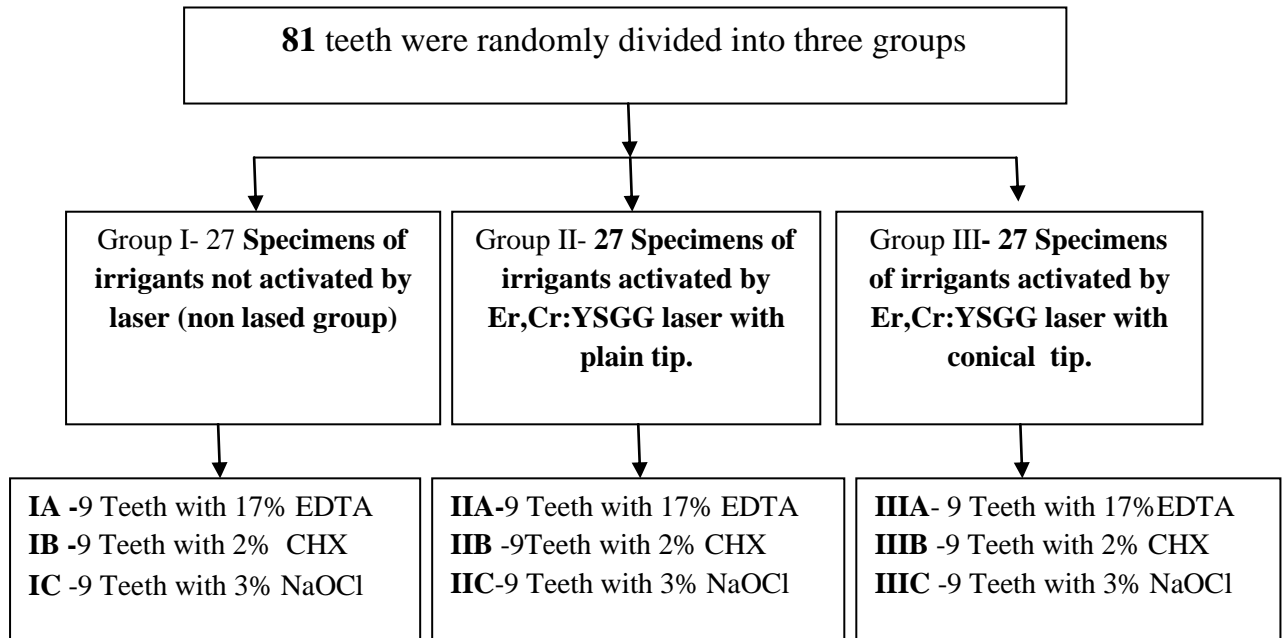 81 teeth were randomly divided into three groups
Group I- 27 Specimens of
irrigants not activated by
laser (non lased group)
Group II- 27 Specimens of
irrigants activated by
Er,Cr:YSGG laser with
plain tip.
Group III- 27 Specimens
of irrigants activated by
Er,Cr:YSGG laser with
conical tip.
IA -9 Teeth with 17% EDTA
IB -9 Teeth with 2% CHX
IC -9 Teeth with 3% NaOCl
IIA-9 Teeth with 17% EDTA
IIB -9Teeth with 2% CHX
IIC-9 Teeth with 3% NaOCl
IIIA- 9 Teeth with 17%EDTA
IIIB -9 Teeth with 2% CHX
IIIC- 9 Teeth with 3% NaOCl